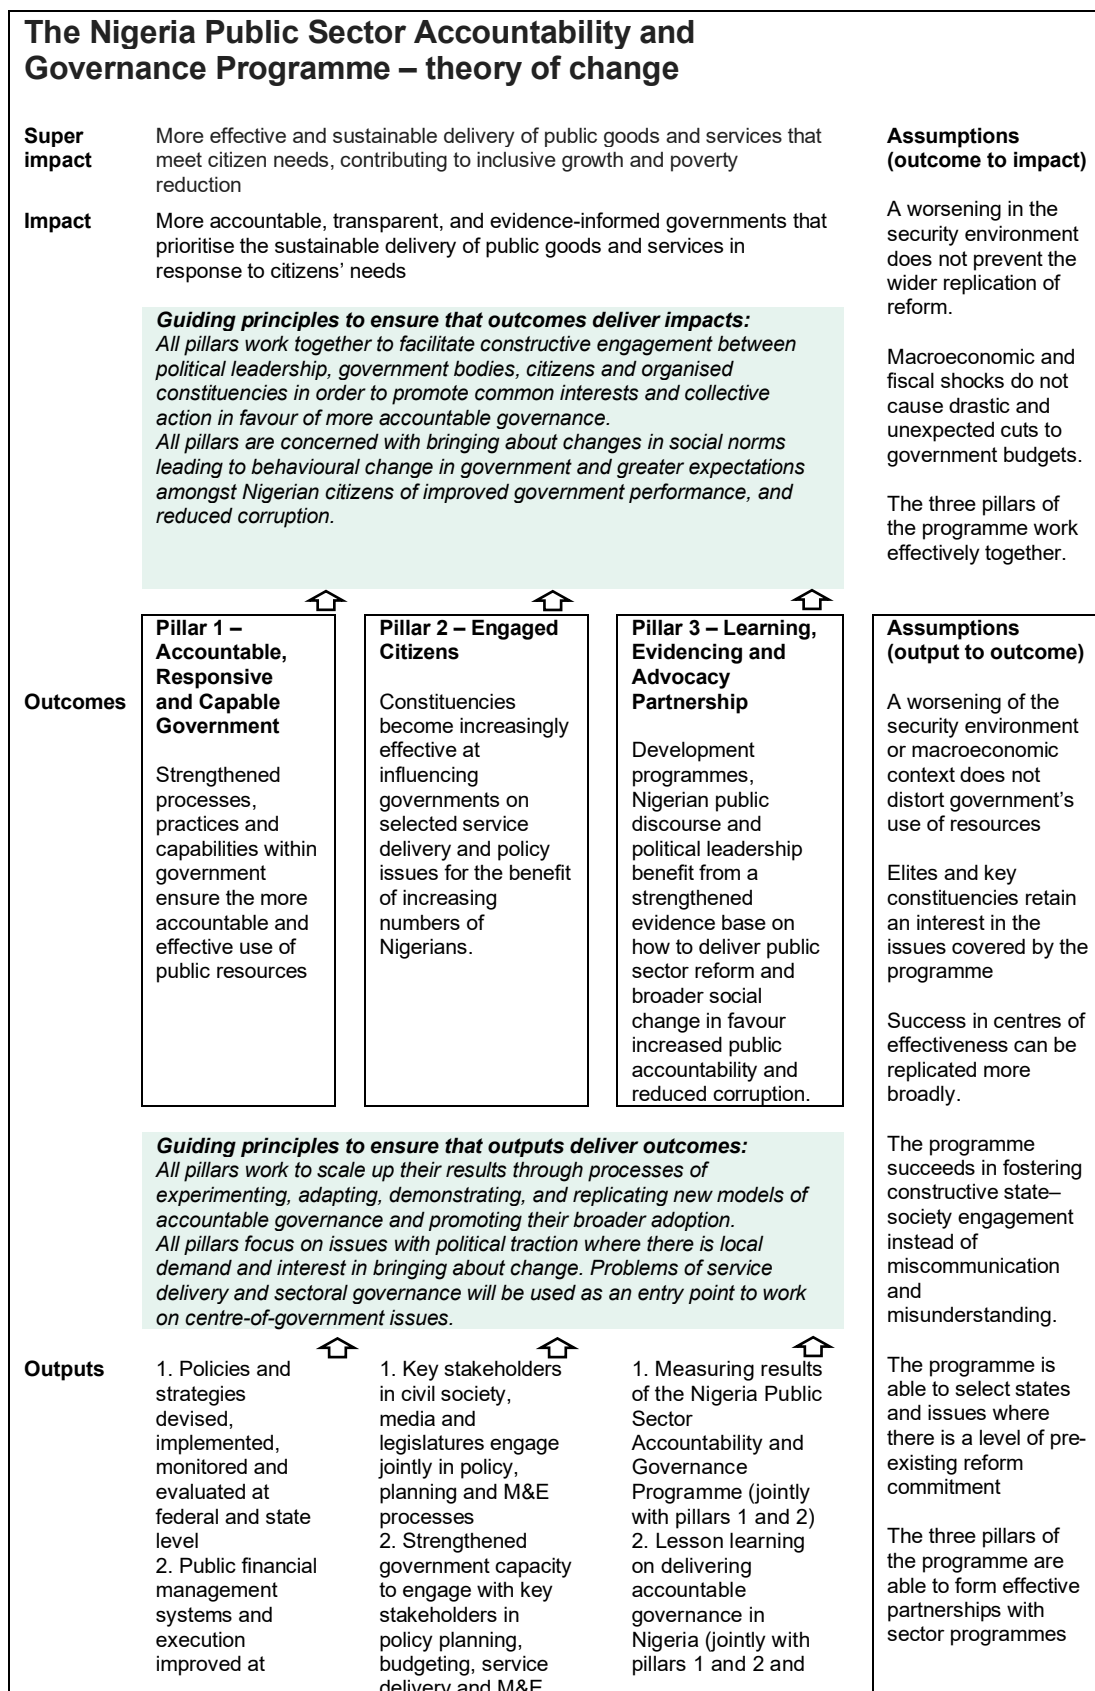 The Nigeria Public Sector Accountability and
Governance Programme – theory of change
Super
impact
More effective and sustainable delivery of public goods and services that
meet citizen needs, contributing to inclusive growth and poverty
reduction
Impact
More accountable, transparent, and evidence-informed governments that
prioritise the sustainable delivery of public goods and services in
response to citizens’ needs
Assumptions
(outcome to impact)
A worsening in the
security environment
does not prevent the
wider replication of
reform.
Macroeconomic and
fiscal shocks do not
cause drastic and
unexpected cuts to
government budgets.
The three pillars of
the programme work
effectively together.
Guiding principles to ensure that outcomes deliver impacts:
All pillars work together to facilitate constructive engagement between
political leadership, government bodies, citizens and organised
constituencies in order to promote common interests and collective
action in favour of more accountable governance.
All pillars are concerned with bringing about changes in social norms
leading to behavioural change in government and greater expectations
amongst Nigerian citizens of improved government performance, and
reduced corruption.
Outcomes
Pillar 1 –
Accountable,
Responsive
and Capable
Government
Strengthened
processes,
practices and
capabilities within
government
ensure the more
accountable and
effective use of
public resources
Pillar 2 – Engaged
Citizens
Constituencies
become increasingly
effective at
influencing
governments on
selected service
delivery and policy
issues for the benefit
of increasing
numbers of
Nigerians.
Pillar 3 – Learning,
Evidencing and
Advocacy
Partnership
Development
programmes,
Nigerian public
discourse and
political leadership
benefit from a
strengthened
evidence base on
how to deliver public
sector reform and
broader social
change in favour
increased public
accountability and
reduced corruption.
Assumptions
(output to outcome)
A worsening of the
security environment
or macroeconomic
context does not
distort government’s
use of resources
Elites and key
constituencies retain
an interest in the
issues covered by the
programme
Success in centres of
effectiveness can be
replicated more
broadly.
The programme
succeeds in fostering
constructive state–
society engagement
instead of
miscommunication
and
misunderstanding.
The programme is
able to select states
and issues where
there is a level of pre-
existing reform
commitment
The three pillars of
the programme are
able to form effective
partnerships with
sector programmes
Guiding principles to ensure that outputs deliver outcomes:
All pillars work to scale up their results through processes of
experimenting, adapting, demonstrating, and replicating new models of
accountable governance and promoting their broader adoption.
All pillars focus on issues with political traction where there is local
demand and interest in bringing about change. Problems of service
delivery and sectoral governance will be used as an entry point to work
on centre-of-government issues.
Outputs
1. Policies and
strategies
devised,
implemented,
monitored and
evaluated at
federal and state
level
2. Public financial
management
systems and
execution
improved at
1. Key stakeholders
in civil society,
media and
legislatures engage
jointly in policy,
planning and M&E
processes
2. Strengthened
government capacity
to engage with key
stakeholders in
policy planning,
budgeting, service
delivery and M&E
1. Measuring results
of the Nigeria Public
Sector
Accountability and
Governance
Programme (jointly
with pillars 1 and 2)
2. Lesson learning
on delivering
accountable
governance in
Nigeria (jointly with
pillars 1 and 2 and